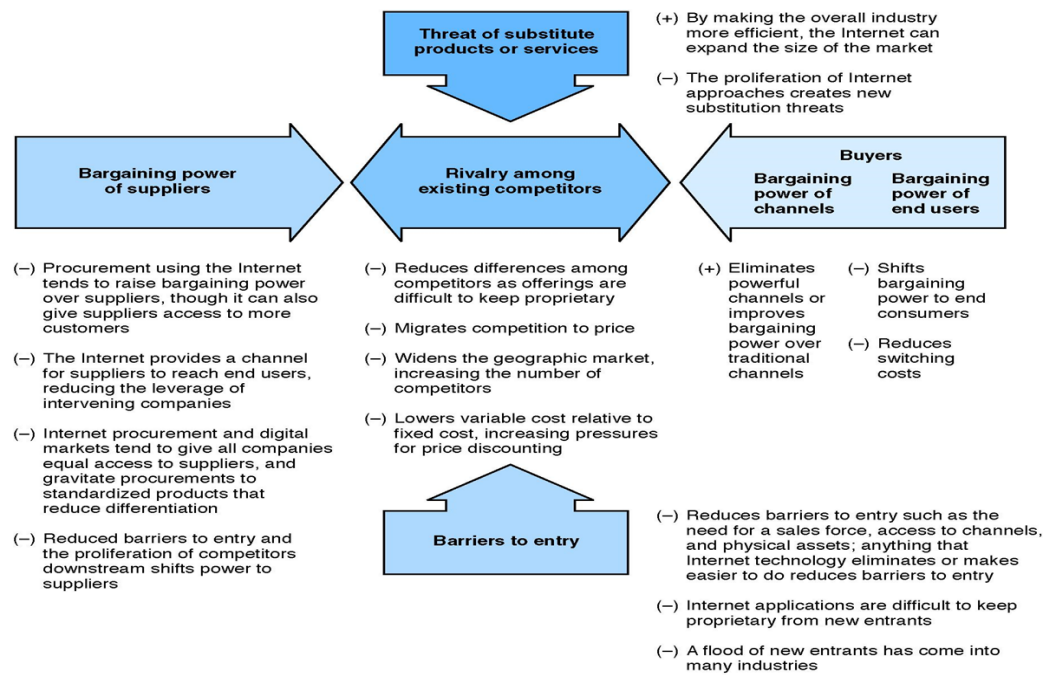 Threat of substitute
products or services
(+) By making the overall industry
more efficient, the Internet can
expand the size of the market
(–) The proliferation of Internet
approaches creates new
substitution threats
Bargaining power
of suppliers
Rivalry among
existing competitors
Buyers
Bargaining
power of
channels
Bargaining
power of
end users
(–) Procurement using the Internet
tends to raise bargaining power
over suppliers, though it can also
give suppliers access to more
customers
(–) The Internet provides a channel
for suppliers to reach end users,
reducing the leverage of
intervening companies
(–) Internet procurement and digital
markets tend to give all companies
equal access to suppliers, and
gravitate procurements to
standardized products that
reduce differentiation
(–) Reduced barriers to entry and
the proliferation of competitors
downstream shifts power to
suppliers
(–) Reduces differences among
competitors as offerings are
difficult to keep proprietary
(–) Migrates competition to price
(–) Widens the geographic market,
increasing the number of
competitors
(–) Lowers variable cost relative to
fixed cost, increasing pressures
for price discounting
(+) Eliminates
powerful
channels or
improves
bargaining
power over
traditional
channels
(–) Shifts
bargaining
power to end
consumers
(–) Reduces
switching
costs
Barriers to entry
(–) Reduces barriers to entry such as the
need for a sales force, access to channels,
and physical assets; anything that
Internet technology eliminates or makes
easier to do reduces barriers to entry
(–) Internet applications are difficult to keep
proprietary from new entrants
(–) A flood of new entrants has come into
many industries